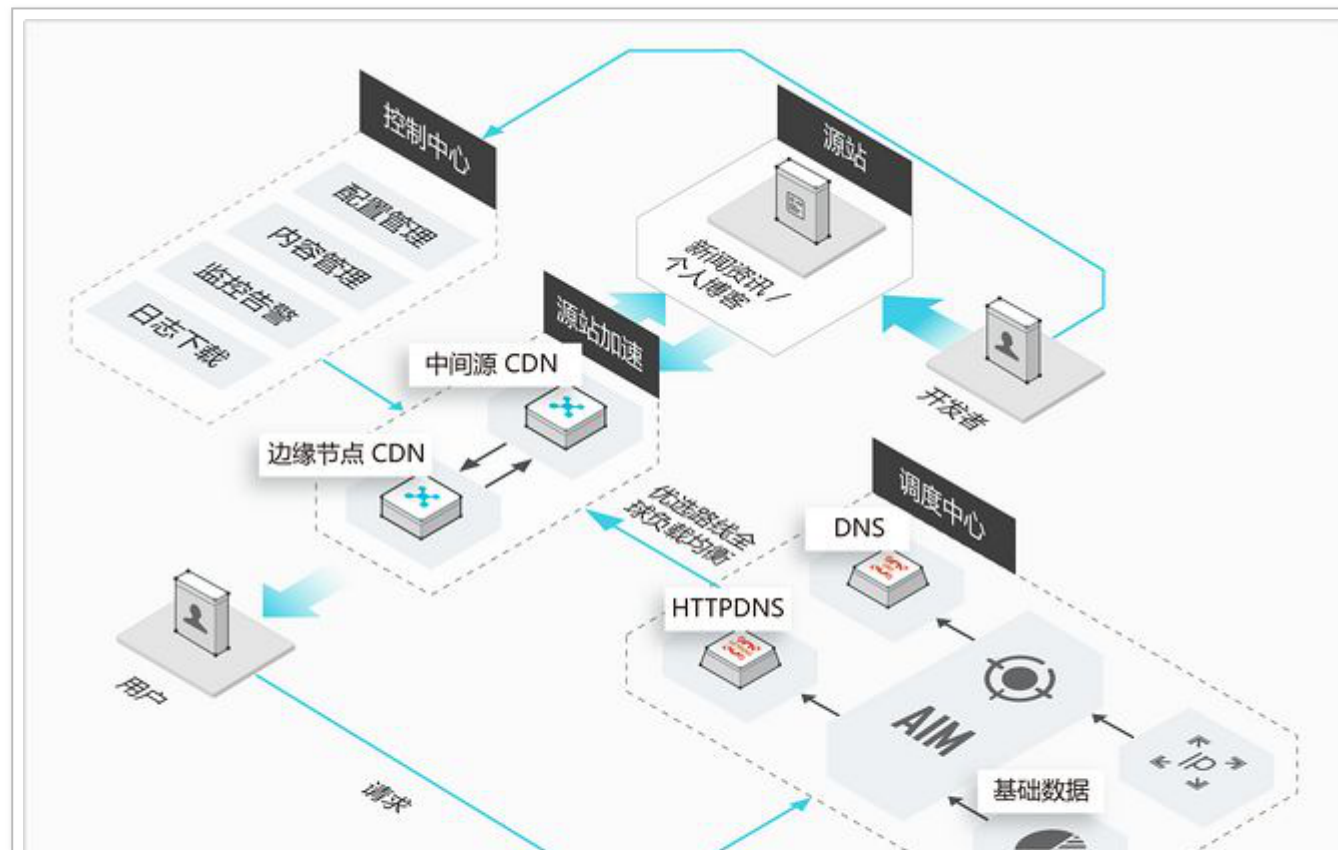 控制中心
配置管理
内容管理
监控告警
日志下载
源站
新闻资讯 /
个人博客
开发者
源站加速
中间源 CDN
边缘节点 CDN
优选路线全
球负载均衡
调度中心
DNS
HTTPDNS
AIM
ip
基础数据
用户
请求